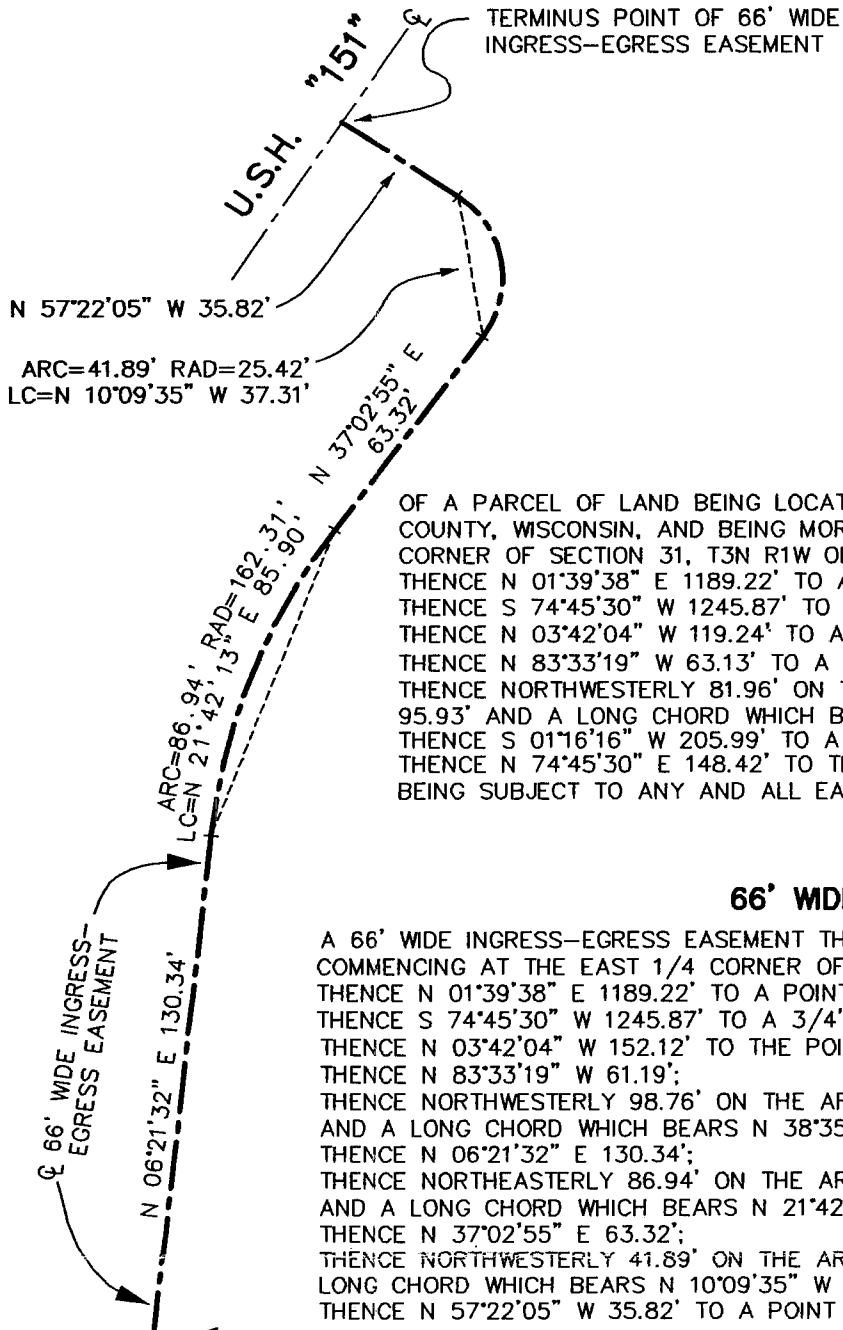 TERMINUS POINT OF 66' WIDE
INGRESS–EGRESS EASEMENT
U.S.H. "151"
N 57°22'05" W 35.82'
ARC=41.89' RAD=25.42'
LC=N 10°09'35" W 37.31'
N 37°02'55" E
63.32'
ARC=86.94' RAD=162.31'
LC=N 21°42'13" E 85.90'
OF A PARCEL OF LAND BEING LOCAT
COUNTY, WISCONSIN, AND BEING MOR
CORNER OF SECTION 31, T3N R1W O
THENCE N 01°39'38" E 1189.22' TO A
THENCE S 74°45'30" W 1245.87' TO
THENCE N 03°42'04" W 119.24' TO A
THENCE N 83°33'19" W 63.13' TO A
THENCE NORTHWESTERLY 81.96' ON
95.93' AND A LONG CHORD WHICH B
THENCE S 01°16'16" W 205.99' TO A
THENCE N 74°45'30" E 148.42' TO T
BEING SUBJECT TO ANY AND ALL EA
℄ 66' WIDE INGRESS–
EGRESS EASEMENT
N 06°21'32" E 130.34'
66' WIDE
A 66' WIDE INGRESS–EGRESS EASEMENT TH
COMMENCING AT THE EAST 1/4 CORNER OF
THENCE N 01°39'38" E 1189.22' TO A POINT
THENCE S 74°45'30" W 1245.87' TO A 3/4"
THENCE N 03°42'04" W 152.12' TO THE POI
THENCE N 83°33'19" W 61.19';
THENCE NORTHWESTERLY 98.76' ON THE AR
AND A LONG CHORD WHICH BEARS N 38°35
THENCE N 06°21'32" E 130.34';
THENCE NORTHEASTERLY 86.94' ON THE AR
AND A LONG CHORD WHICH BEARS N 21°42
THENCE N 37°02'55" E 63.32';
THENCE NORTHWESTERLY 41.89' ON THE AR
LONG CHORD WHICH BEARS N 10°09'35" W
THENCE N 57°22'05" W 35.82' TO A POINT